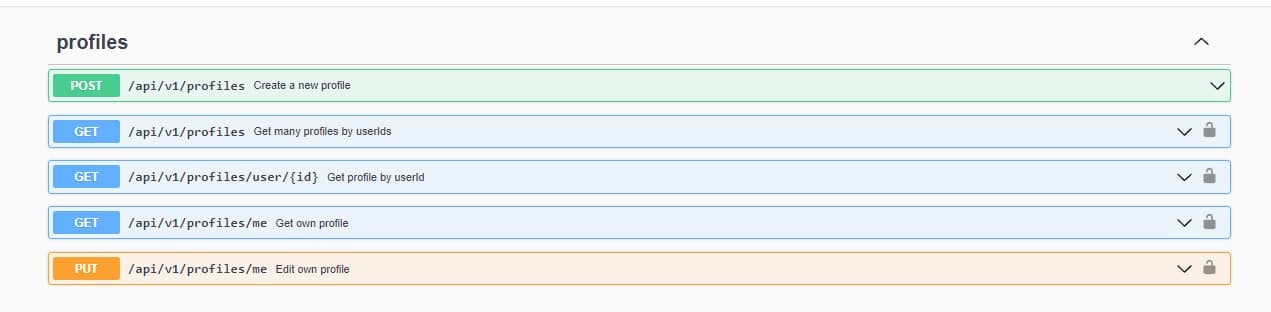 profiles
POST /api/v1/profiles Create a new profile
GET /api/v1/profiles Get many profiles by userIds
GET /api/v1/profiles/user/{id} Get profile by userId
GET /api/v1/profiles/me Get own profile
PUT /api/v1/profiles/me Edit own profile